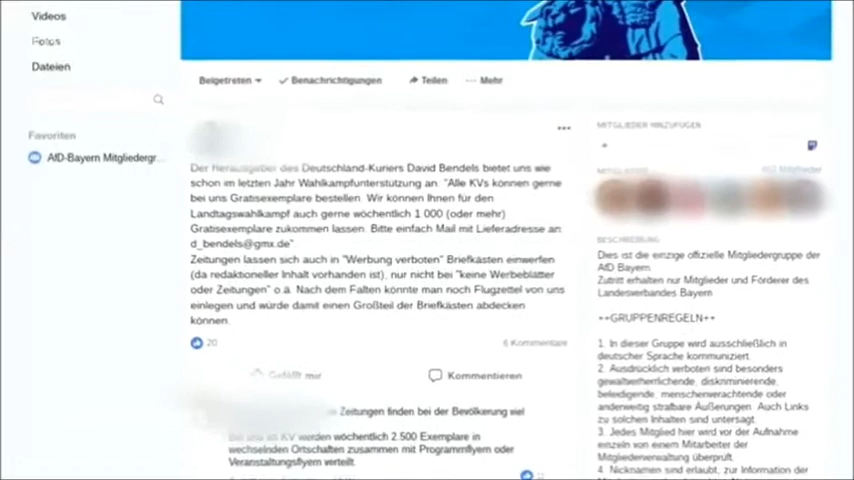 Videos
Fotos
Dateien
Favoriten
AfD-Bayern Mitgliedergr...
Beigetreten
Benachrichtigungen
Teilen
Mehr
Der Herausgeber des Deutschland-Kuriers David Bendels bietet uns wie
schon im letzten Jahr Wahlkampfunterstützung an. "Alle KVs können gerne
bei uns Gratisexemplare bestellen. Wir können Ihnen für den
Landtagswahlkampf auch gerne wöchentlich 1.000 (oder mehr)
Gratisexemplare zukommen lassen. Bitte einfach Mail mit Lieferadresse an:
d_bendels@gmx.de"
Zeitungen lassen sich auch in "Werbung verboten" Briefkästen einwerfen
(da redaktioneller Inhalt vorhanden ist), nur nicht bei "keine Werbeblätter
oder Zeitungen" o.ä. Nach dem Falten könnte man noch Flugzettel von uns
einlegen und würde damit einen Großteil der Briefkästen abdecken
können.
20
6 Kommentare
Gefällt mir
Kommentieren
Zeitungen finden bei der Bevölkerung viel
Bei uns im KV werden wöchentlich 2.500 Exemplare in
wechselnden Ortschaften zusammen mit Programmflyern oder
Veranstaltungsflyern verteilt.
MITGLIEDER HINZUFÜGEN
+
MITGLIEDER
Mitglieder
BESCHREIBUNG
Dies ist die einzige offizielle Mitgliedergruppe der
AfD Bayern.
Zutritt erhalten nur Mitglieder und Förderer des
Landesverbandes Bayern
++GRUPPENREGELN++
1. In dieser Gruppe wird ausschließlich in
deutscher Sprache kommuniziert.
2. Ausdrücklich verboten sind besonders
gewaltverherrlichende, diskriminierende,
beleidigende, menschenverachtende oder
anderweitig strafbare Äußerungen. Auch Links
zu solchen Inhalten sind untersagt.
3. Jedes Mitglied hier wird vor der Aufnahme
einzeln von einem Mitarbeiter der
Mitgliederverwaltung überprüft.
4. Nicknamen sind erlaubt, zur Information der